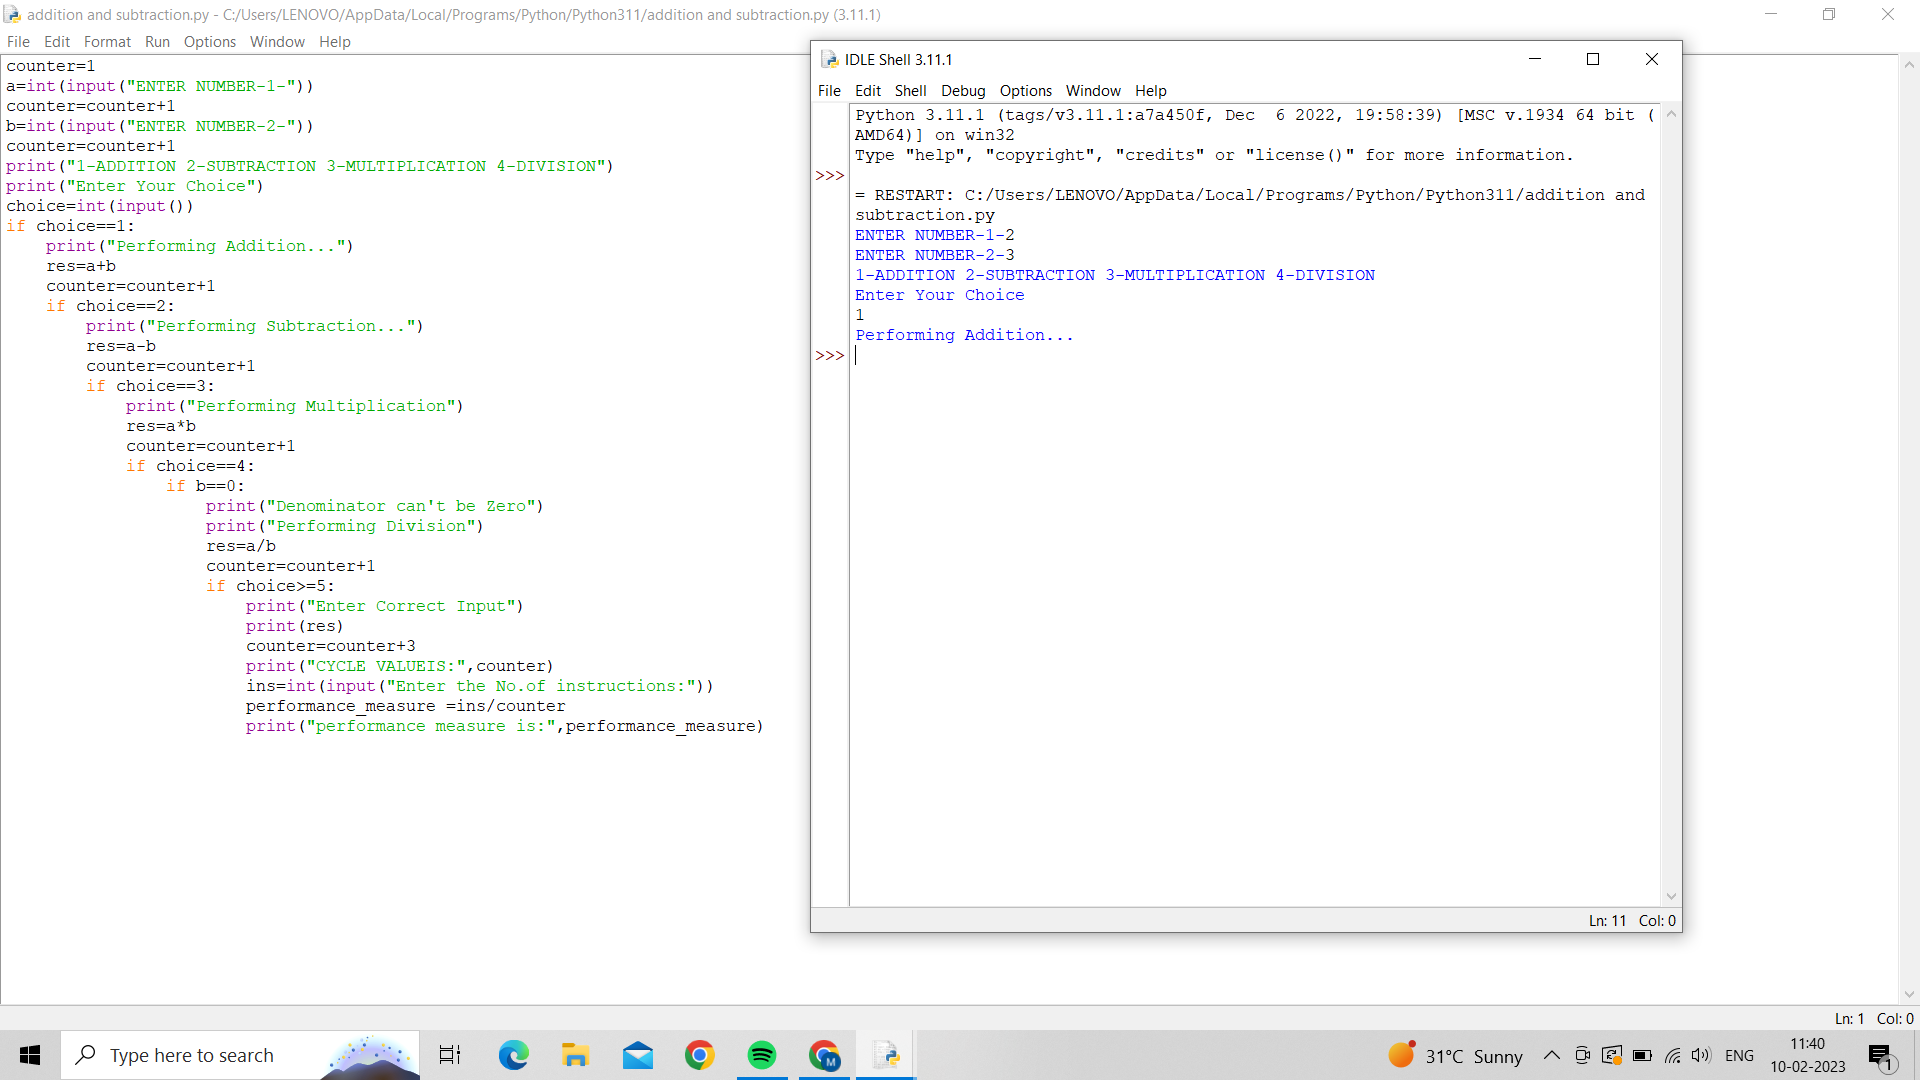 addition and subtraction.py - C:/Users/LENOVO/AppData/Local/Programs/Python/Python311/addition and subtraction.py (3.11.1)
File Edit Format Run Options Window Help
counter=1
a=int(input("ENTER NUMBER-1-"))
counter=counter+1
b=int(input("ENTER NUMBER-2-"))
counter=counter+1
print("1-ADDITION 2-SUBTRACTION 3-MULTIPLICATION 4-DIVISION")
print("Enter Your Choice")
choice=int(input())
if choice==1:
    print("Performing Addition...")
    res=a+b
    counter=counter+1
    if choice==2:
        print("Performing Subtraction...")
        res=a-b
        counter=counter+1
        if choice==3:
            print("Performing Multiplication")
            res=a*b
            counter=counter+1
            if choice==4:
                if b==0:
                    print("Denominator can't be Zero")
                    print("Performing Division")
                    res=a/b
                    counter=counter+1
                    if choice>=5:
                        print("Enter Correct Input")
                        print(res)
                        counter=counter+3
                        print("CYCLE VALUEIS:",counter)
                        ins=int(input("Enter the No.of instructions:"))
                        performance_measure =ins/counter
                        print("performance measure is:",performance_measure)
IDLE Shell 3.11.1
File Edit Shell Debug Options Window Help
Python 3.11.1 (tags/v3.11.1:a7a450f, Dec  6 2022, 19:58:39) [MSC v.1934 64 bit (
AMD64)] on win32
Type "help", "copyright", "credits" or "license()" for more information.
>>>
= RESTART: C:/Users/LENOVO/AppData/Local/Programs/Python/Python311/addition and
subtraction.py
ENTER NUMBER-1-2
ENTER NUMBER-2-3
1-ADDITION 2-SUBTRACTION 3-MULTIPLICATION 4-DIVISION
Enter Your Choice
1
Performing Addition...
>>>
Ln: 11 Col: 0
Ln: 1 Col: 0
Type here to search
M
31°C Sunny
ENG
11:40
10-02-2023
1